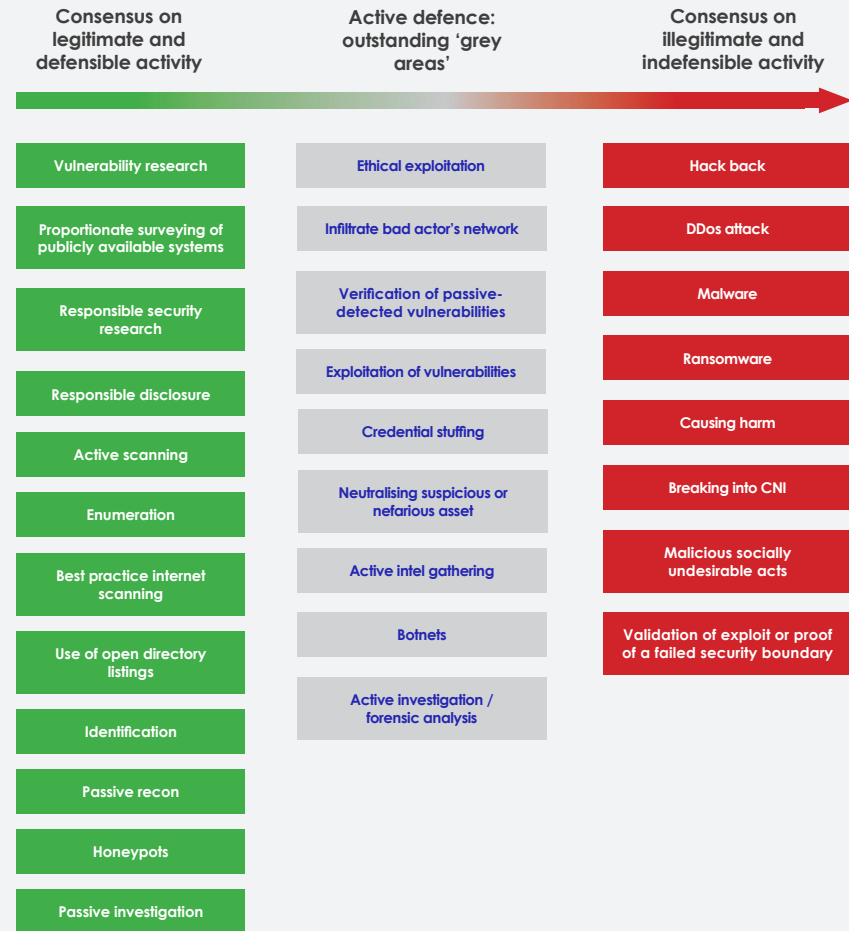 Consensus on
legitimate and
defensible activity
Active defence:
outstanding ‘grey
areas’
Consensus on
illegitimate and
indefensible activity
Vulnerability research
Proportionate surveying of
publicly available systems
Responsible security
research
Responsible disclosure
Active scanning
Enumeration
Best practice internet
scanning
Use of open directory
listings
Identification
Passive recon
Honeypots
Passive investigation
Ethical exploitation
Infiltrate bad actor’s network
Verification of passive-
detected vulnerabilities
Exploitation of vulnerabilities
Credential stuffing
Neutralising suspicious or
nefarious asset
Active intel gathering
Botnets
Active investigation /
forensic analysis
Hack back
DDos attack
Malware
Ransomware
Causing harm
Breaking into CNI
Malicious socially
undesirable acts
Validation of exploit or proof
of a failed security boundary